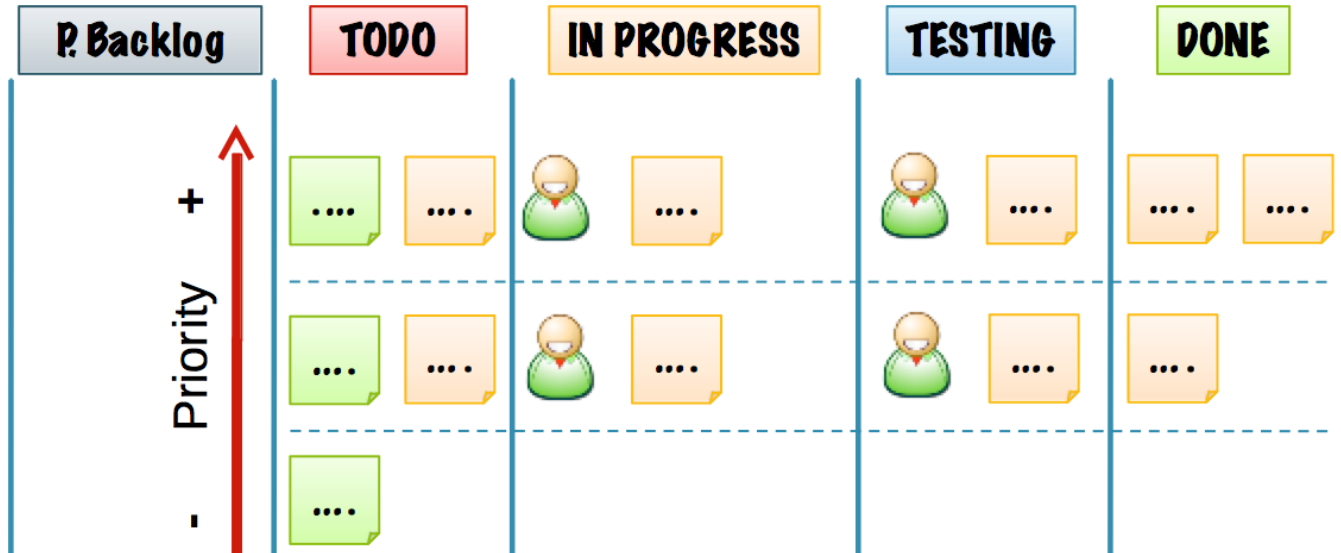 P. Backlog
TODO
IN PROGRESS
TESTING
DONE
- Priority +
.... ....
....
....
.... ....
.... ....
....
....
....
....